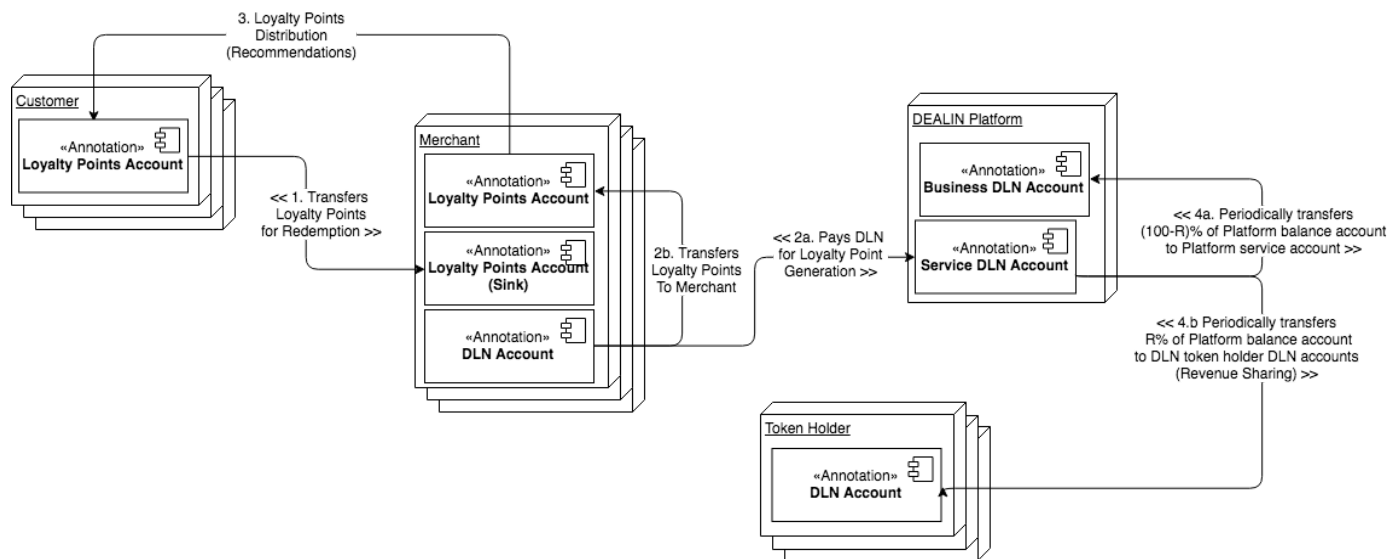 3. Loyalty Points
Distribution
(Recommendations)
Customer
«Annotation»
Loyalty Points Account
<< 1. Transfers
Loyalty Points
for Redemption >>
Merchant
«Annotation»
Loyalty Points Account
«Annotation»
Loyalty Points Account
(Sink)
«Annotation»
DLN Account
2b. Transfers
Loyalty Points
To Merchant
<< 2a. Pays DLN
for Loyalty Point
Generation >>
DEALIN Platform
«Annotation»
Business DLN Account
«Annotation»
Service DLN Account
<< 4a. Periodically transfers
(100-R)% of Platform balance account
to Platform service account >>
<< 4.b Periodically transfers
R% of Platform balance account
to DLN token holder DLN accounts
(Revenue Sharing) >>
Token Holder
«Annotation»
DLN Account